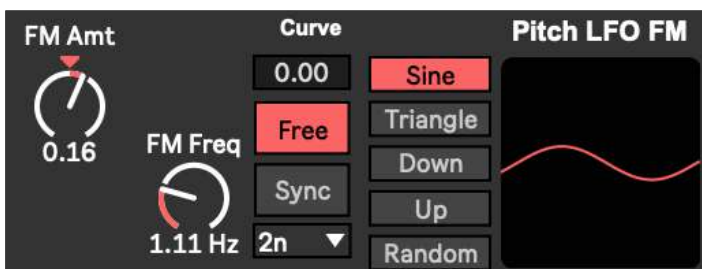 FM Amt
0.16
FM Freq
1.11 Hz
Curve
0.00
Free
Sync
2n
Sine
Triangle
Down
Up
Random
Pitch LFO FM